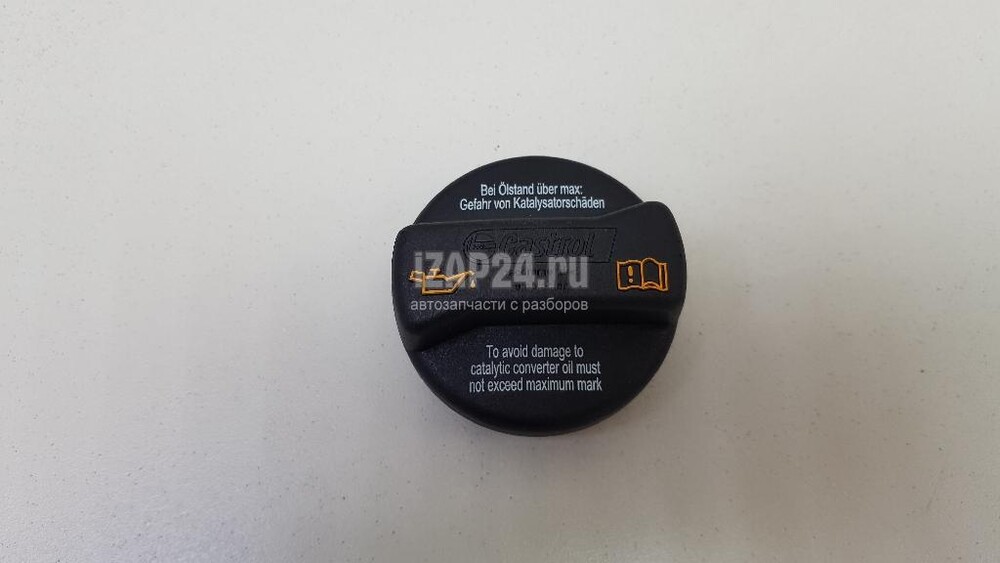 Bei Ölstand über max:
Gefahr von Katalysatorschäden
Castrol
iZAP24.ru
автозапчасти с разборов
To avoid damage to
catalytic converter oil must
not exceed maximum mark